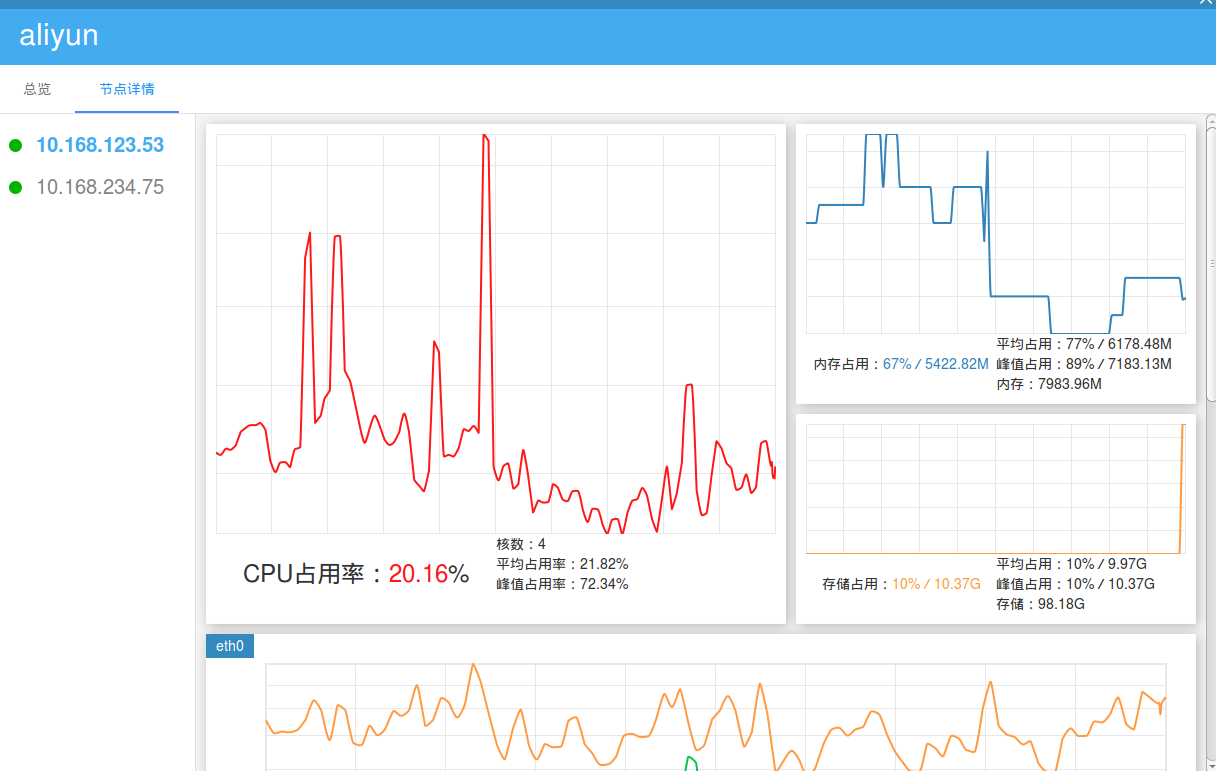 aliyun
总览
节点详情
10.168.123.53
10.168.234.75
CPU占用率：20.16%
核数：4
平均占用率：21.82%
峰值占用率：72.34%
内存占用：67% / 5422.82M
平均占用：77% / 6178.48M
峰值占用：89% / 7183.13M
内存：7983.96M
存储占用：10% / 10.37G
平均占用：10% / 9.97G
峰值占用：10% / 10.37G
存储：98.18G
eth0